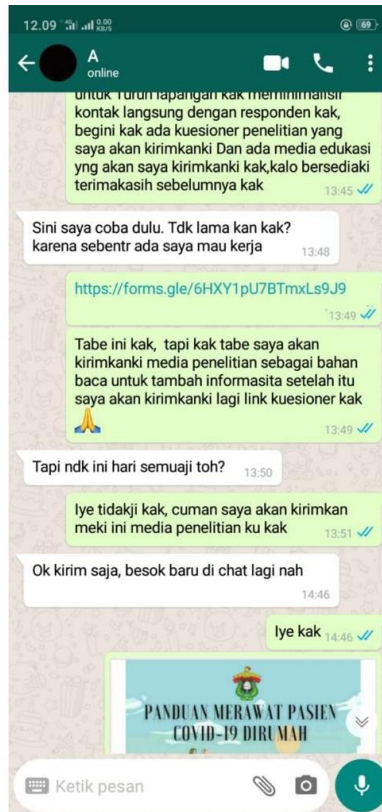 12.09
4G
0.00
KB/S
69
A
online
untuk Turun lapangan kak meminimalisir
kontak langsung dengan responden kak,
begini kak ada kuesioner penelitian yang
saya akan kirimkanki Dan ada media edukasi
yng akan saya kirimkanki kak,kalo bersediaki
terimakasih sebelumnya kak
13:45
Sini saya coba dulu. Tdk lama kan kak?
karena sebentr ada saya mau kerja
13:48
https://forms.gle/6HXY1pU7BTmxLs9J9
13:49
Tabe ini kak, tapi kak tabe saya akan
kirimkanki media penelitian sebagai bahan
baca untuk tambah informasita setelah itu
saya akan kirimkanki lagi link kuesioner kak
13:49
Tapi ndk ini hari semuaji toh?
13:50
Iye tidakji kak, cuman saya akan kirimkan
meki ini media penelitian ku kak
13:51
Ok kirim saja, besok baru di chat lagi nah
14:46
Iye kak
14:46
PANDUAN MERAWAT PASIEN
COVID-19 DIRUMAH
Ketik pesan